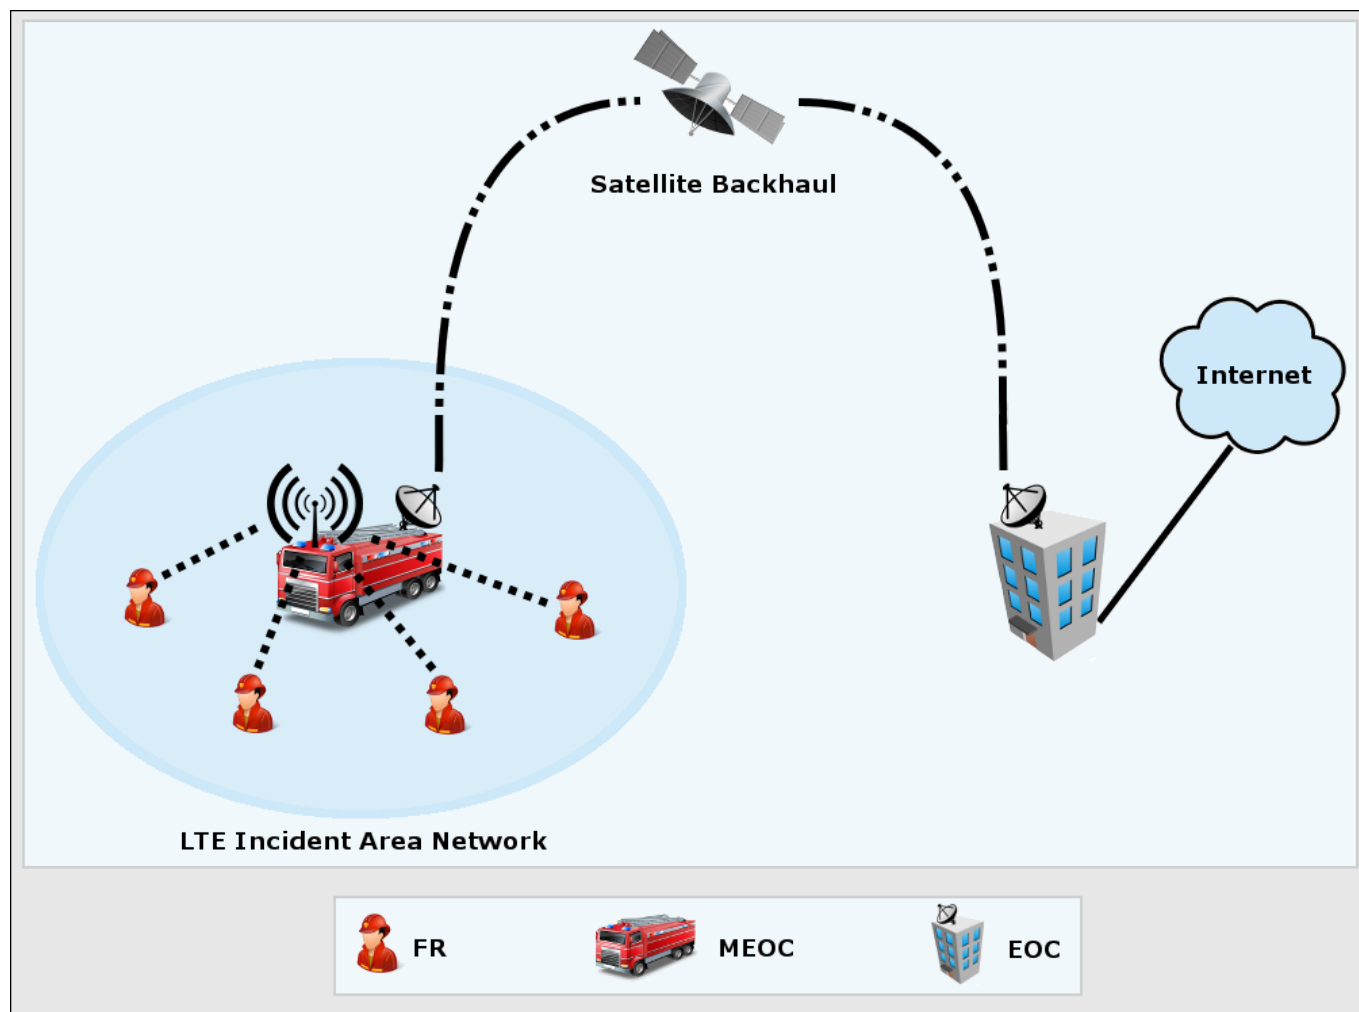 Satellite Backhaul
Internet
LTE Incident Area Network
FR
MEOC
EOC